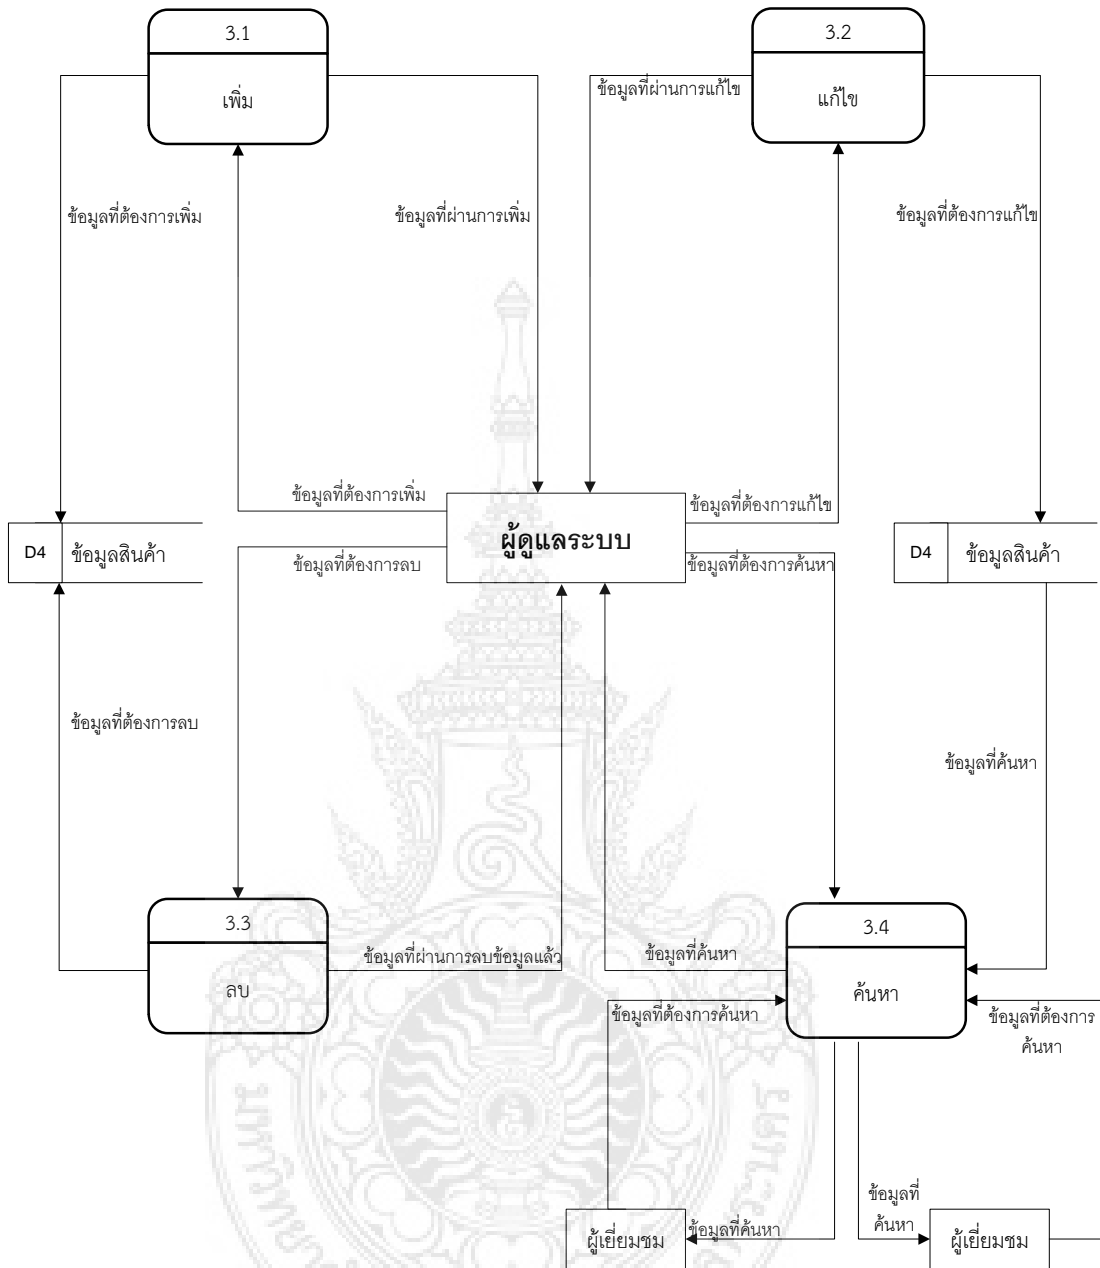 3.1
เพิ่ม
3.2
แก้ไข
ข้อมูลที่ผ่านการแก้ไข
ข้อมูลที่ต้องการเพิ่ม
ข้อมูลที่ผ่านการเพิ่ม
ข้อมูลที่ต้องการแก้ไข
ข้อมูลที่ต้องการเพิ่ม
ข้อมูลที่ต้องการแก้ไข
D4 ข้อมูลสินค้า
ผู้ดูแลระบบ
D4 ข้อมูลสินค้า
ข้อมูลที่ต้องการลบ
ข้อมูลที่ต้องการค้นหา
ข้อมูลที่ต้องการลบ
ข้อมูลที่ค้นหา
3.3
ลบ
3.4
ค้นหา
ข้อมูลที่ผ่านการลบข้อมูลแล้ว
ข้อมูลที่ค้นหา
ข้อมูลที่ต้องการค้นหา
ข้อมูลที่ต้องการ
ค้นหา
ข้อมูลที่
ค้นหา
ข้อมูลที่ค้นหา
ผู้เยี่ยมชม
ผู้เยี่ยมชม